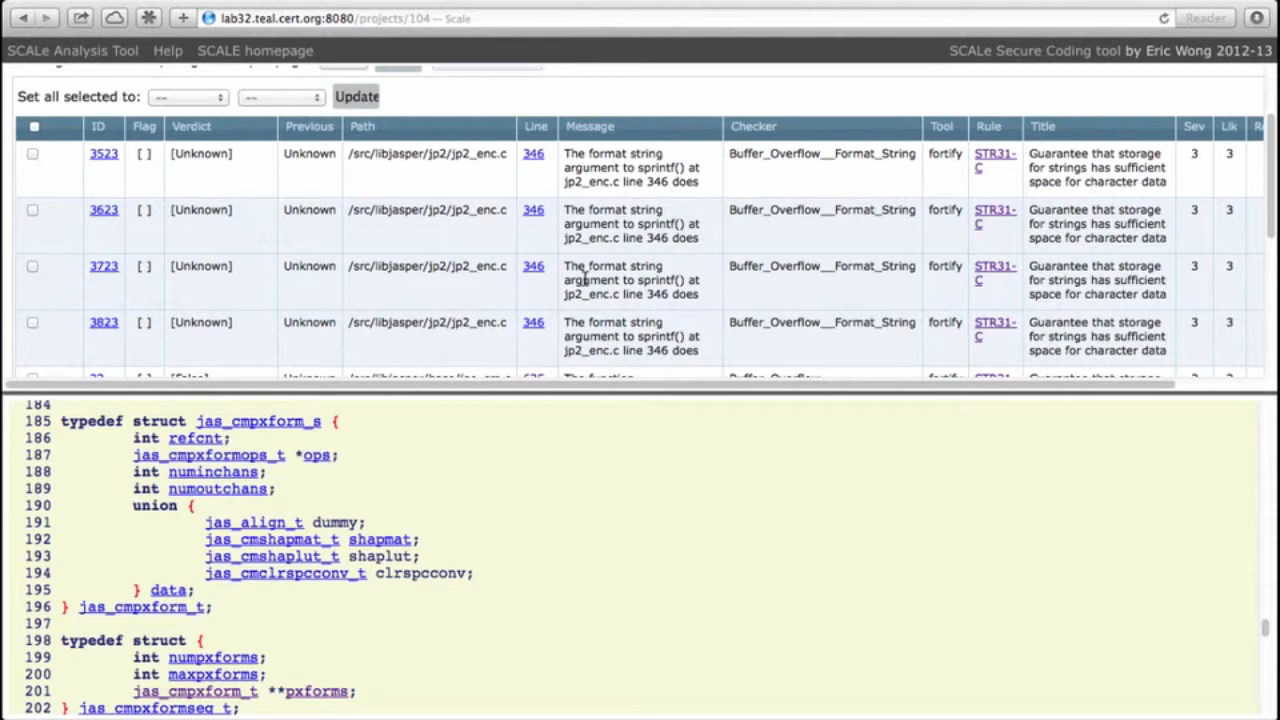 lab32.teal.cert.org:8080/projects/104 — Scale
Reader
SCALe Analysis Tool Help SCALE homepage
SCALe Secure Coding tool by Eric Wong 2012-13
Set all selected to: -- -- Update
ID Flag Verdict Previous Path Line Message Checker Tool Rule Title Sev Lik
3523 [ ] [Unknown] Unknown /src/libjasper/jp2/jp2_enc.c 346 The format string Buffer_Overflow__Format_String fortify STR31- Guarantee that storage 3 3
argument to sprintf() at C for strings has sufficient
jp2_enc.c line 346 does space for character data
3623 [ ] [Unknown] Unknown /src/libjasper/jp2/jp2_enc.c 346 The format string Buffer_Overflow__Format_String fortify STR31- Guarantee that storage 3 3
argument to sprintf() at C for strings has sufficient
jp2_enc.c line 346 does space for character data
3723 [ ] [Unknown] Unknown /src/libjasper/jp2/jp2_enc.c 346 The format string Buffer_Overflow__Format_String fortify STR31- Guarantee that storage 3 3
argument to sprintf() at C for strings has sufficient
jp2_enc.c line 346 does space for character data
3823 [ ] [Unknown] Unknown /src/libjasper/jp2/jp2_enc.c 346 The format string Buffer_Overflow__Format_String fortify STR31- Guarantee that storage 3 3
argument to sprintf() at C for strings has sufficient
jp2_enc.c line 346 does space for character data
184
185 typedef struct jas_cmpxform_s {
186 int refcnt;
187 jas_cmpxformops_t *ops;
188 int numinchans;
189 int numoutchans;
190 union {
191 jas_align_t dummy;
192 jas_cmshapmat_t shapmat;
193 jas_cmshaplut_t shaplut;
194 jas_cmclrspcconv_t clrspcconv;
195 } data;
196 } jas_cmpxform_t;
197
198 typedef struct {
199 int numpxforms;
200 int maxpxforms;
201 jas_cmpxform_t **pxforms;
202 } jas_cmpxformseq_t;